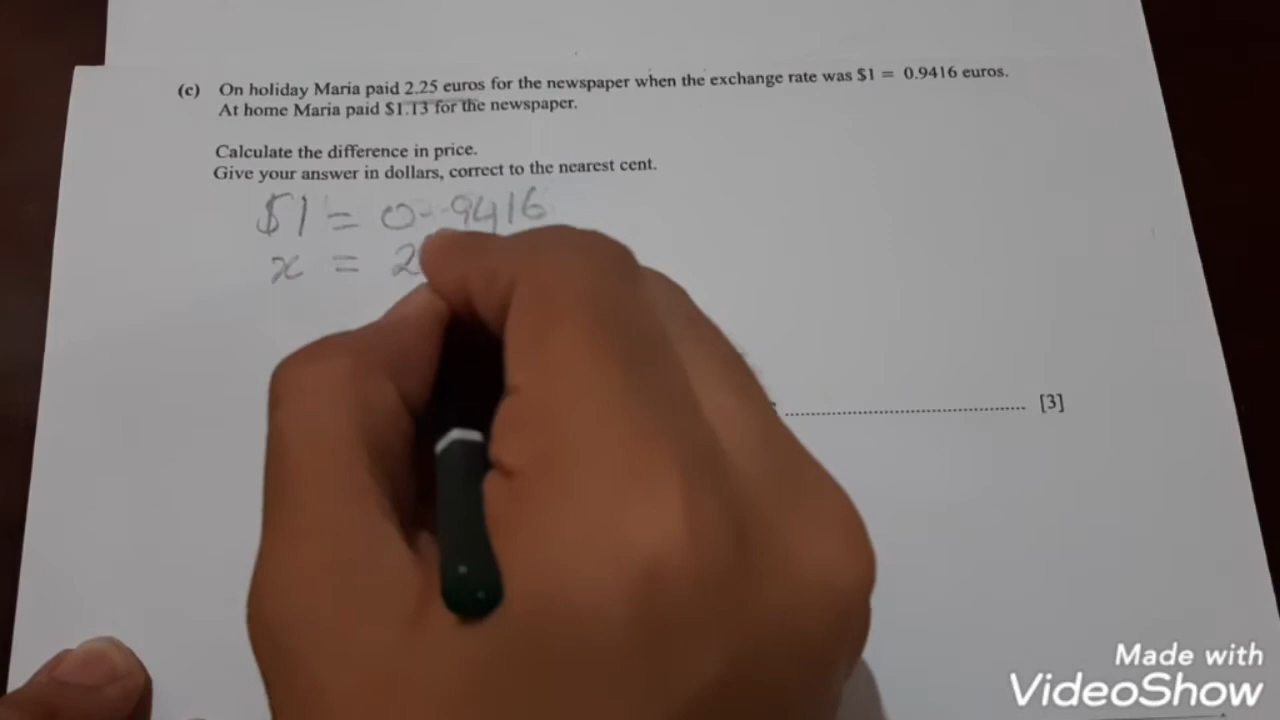 (c) On holiday Maria paid 2.25 euros for the newspaper when the exchange rate was $1 = 0.9416 euros.
At home Maria paid $1.13 for the newspaper.
Calculate the difference in price.
Give your answer in dollars, correct to the nearest cent.
$1 = 0.9416
x = 2
.......................................... [3]
Made with
VideoShow